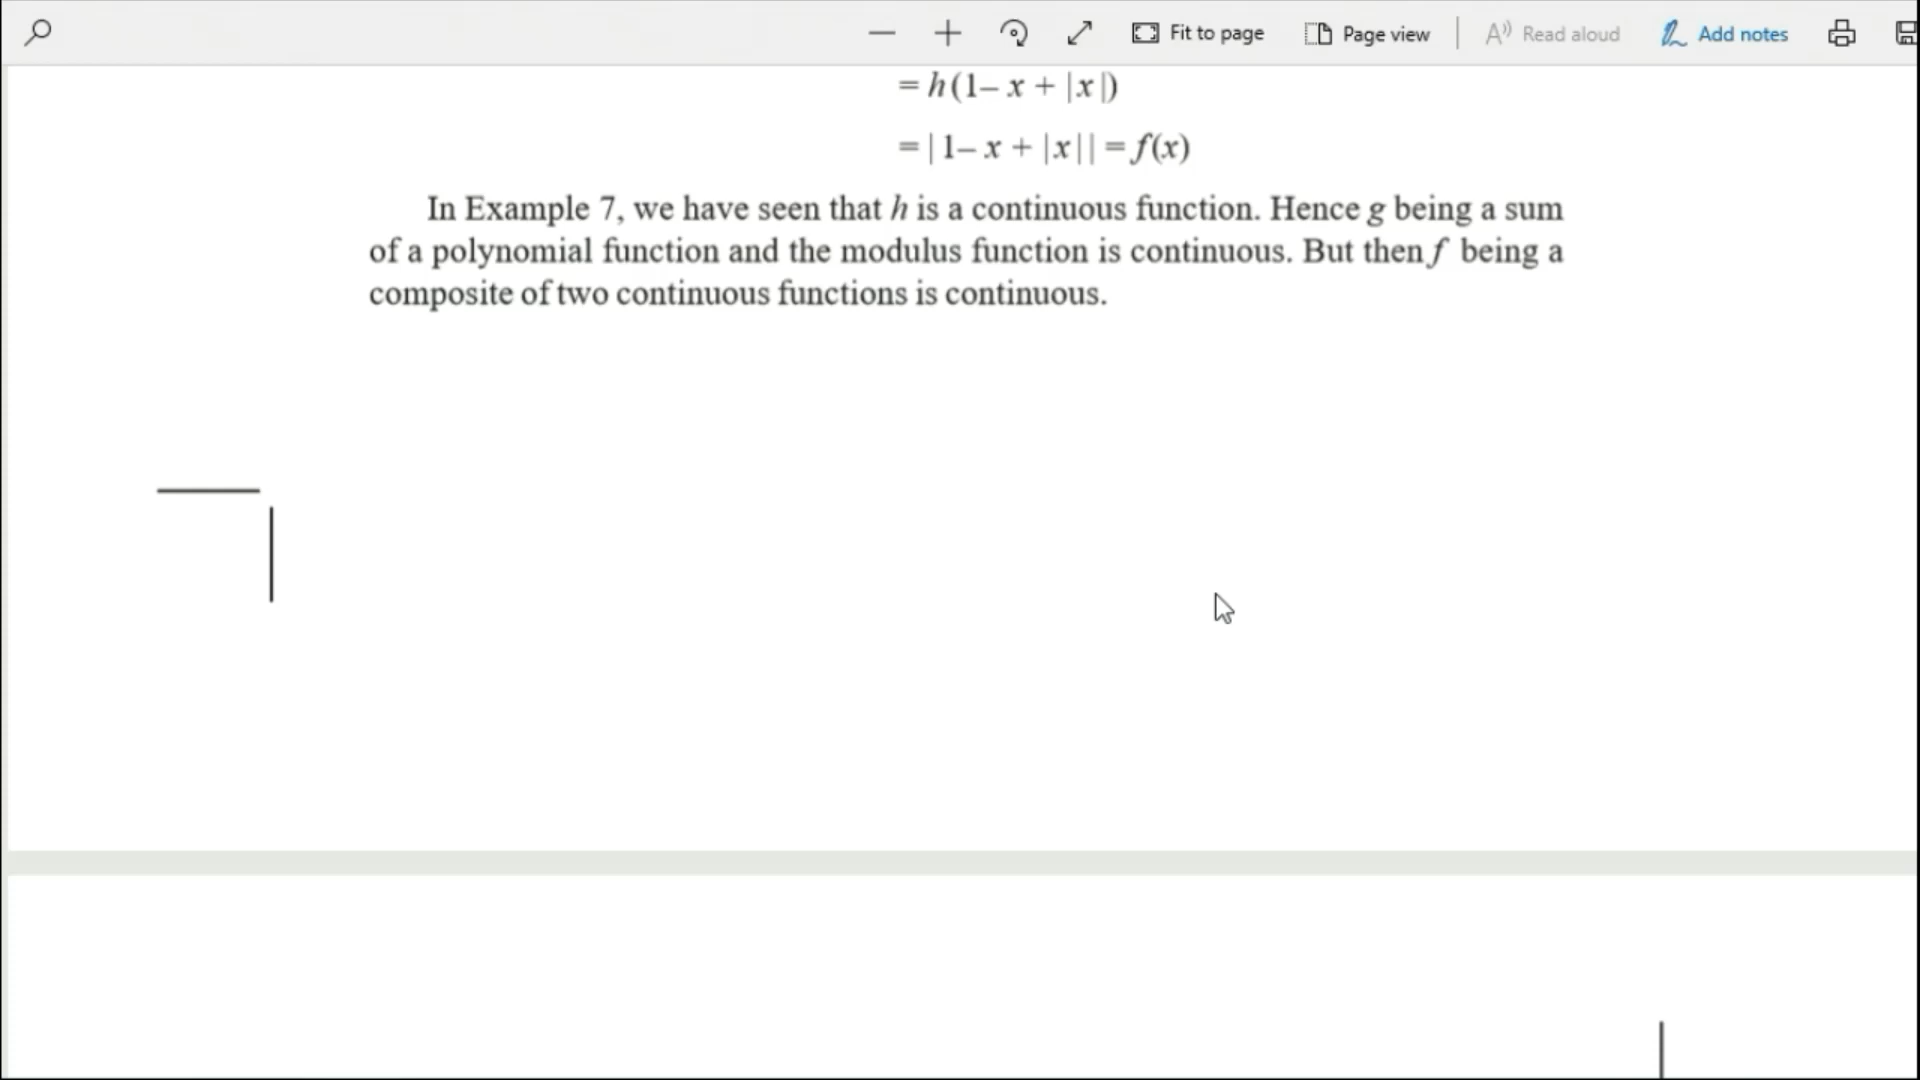 Fit to page Page view Read aloud Add notes
= h(1– x + |x|)
= | 1– x + |x|| = f(x)
In Example 7, we have seen that h is a continuous function. Hence g being a sum
of a polynomial function and the modulus function is continuous. But then f being a
composite of two continuous functions is continuous.